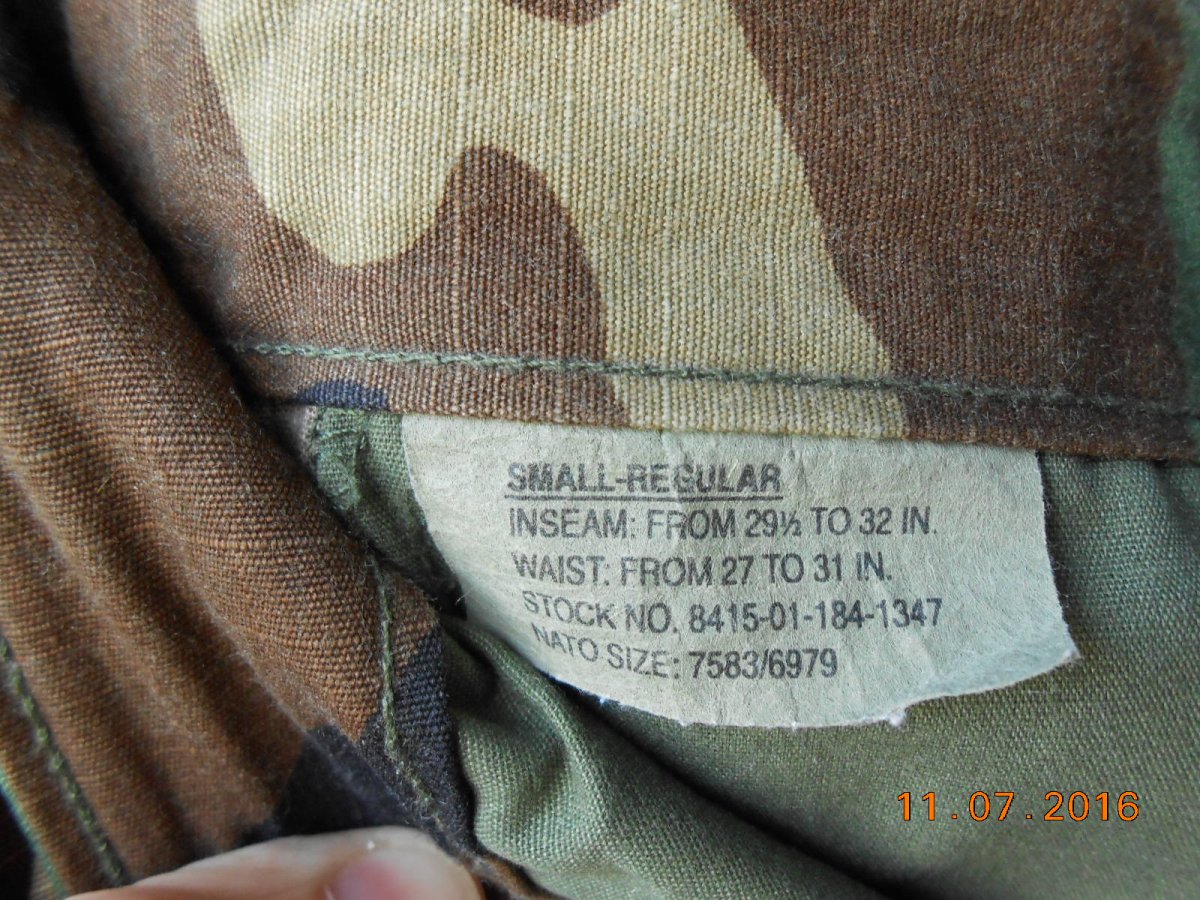 SMALL-REGULAR
INSEAM: FROM 29½ TO 32 IN.
WAIST: FROM 27 TO 31 IN.
STOCK NO. 8415-01-184-1347
NATO SIZE: 7583/6979
11.07.2016